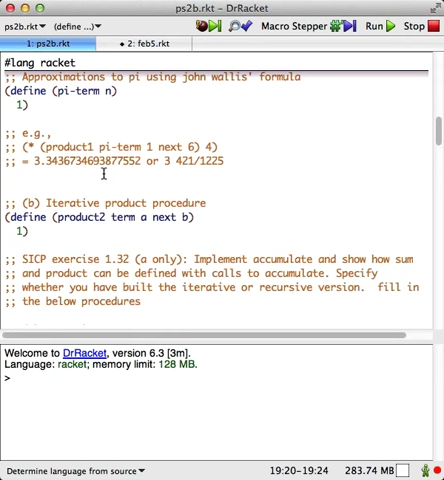 ps2b.rkt - DrRacket
ps2b.rkt (define ...) Macro Stepper Run Stop
1: ps2b.rkt 2: feb5.rkt
#lang racket
;; Approximations to pi using john wallis' formula
(define (pi-term n)
1)
;; e.g.,
;; (* (product1 pi-term 1 next 6) 4)
;; = 3.3436734693877552 or 3 421/1225
;; (b) Iterative product procedure
(define (product2 term a next b)
1)
;; SICP exercise 1.32 (a only): Implement accumulate and show how sum
;; and product can be defined with calls to accumulate. Specify
;; whether you have built the iterative or recursive version.  fill in
;; the below procedures
Welcome to DrRacket, version 6.3 [3m].
Language: racket; memory limit: 128 MB.
>
Determine language from source 19:20-19:24 283.74 MB